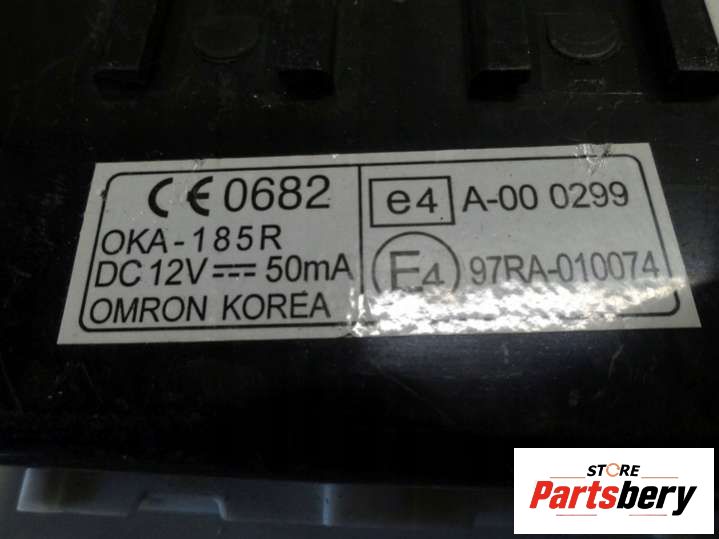 CE 0682
OKA-185R
DC 12V ⎓ 50mA
OMRON KOREA
e4 A-00 0299
E4 97RA-010074
STORE
Partsbery